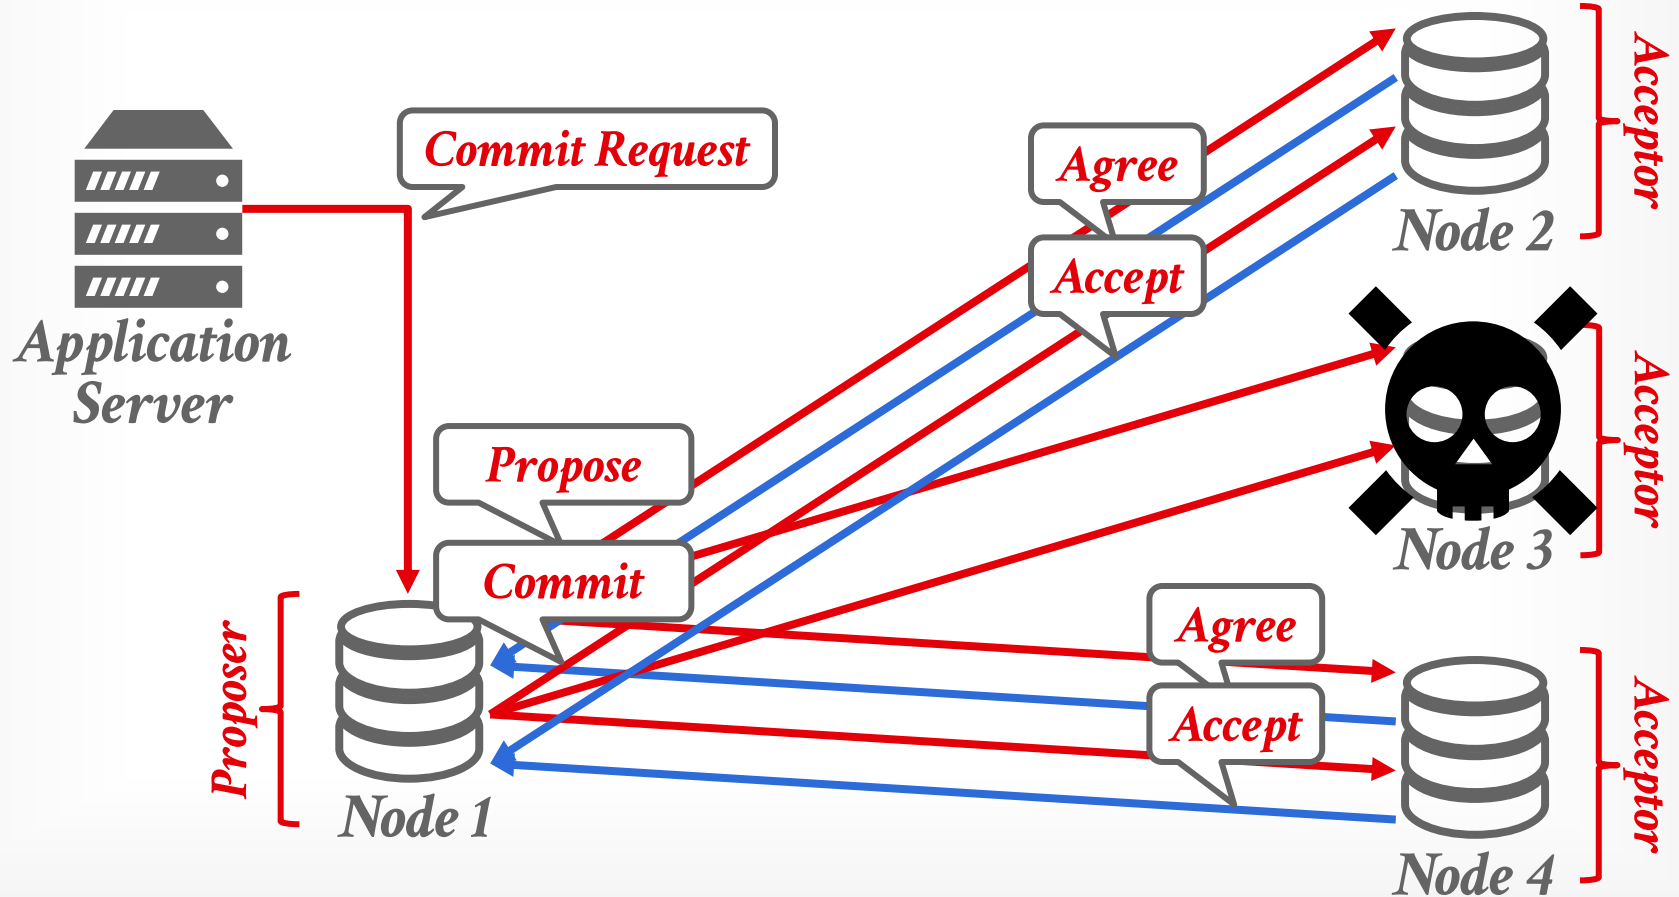 Commit Request
Application
Server
Agree
Accept
Node 2
Acceptor
Propose
Commit
Node 3
Acceptor
Proposer
Node 1
Agree
Accept
Node 4
Acceptor